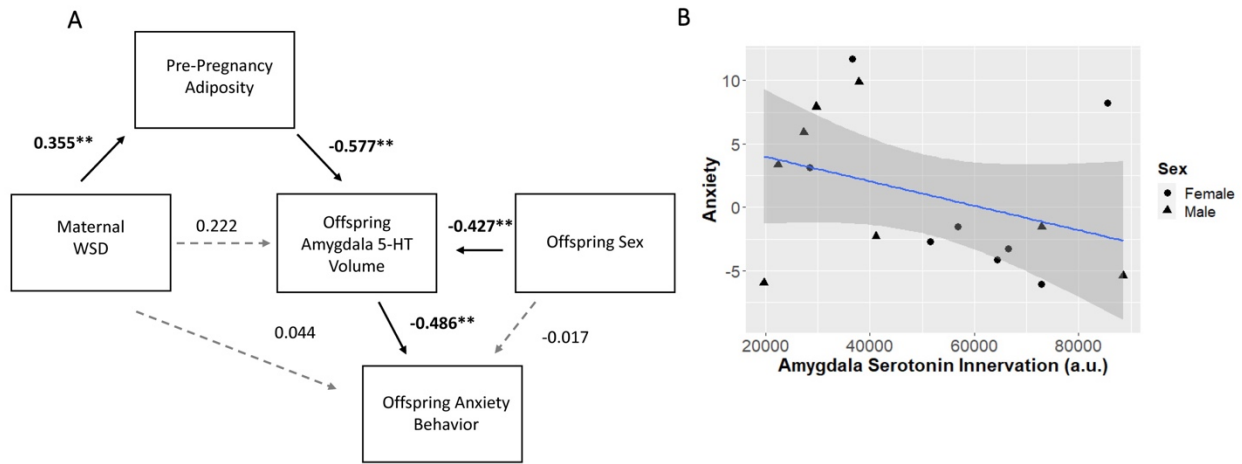 A
Pre-Pregnancy
Adiposity
0.355**
-0.577**
Maternal
WSD
0.222
Offspring
Amygdala 5-HT
Volume
-0.427**
Offspring Sex
0.044
-0.486**
-0.017
Offspring Anxiety
Behavior
B
10
5
0
-5
Anxiety
20000 40000 60000 80000
Amygdala Serotonin Innervation (a.u.)
Sex
Female
Male